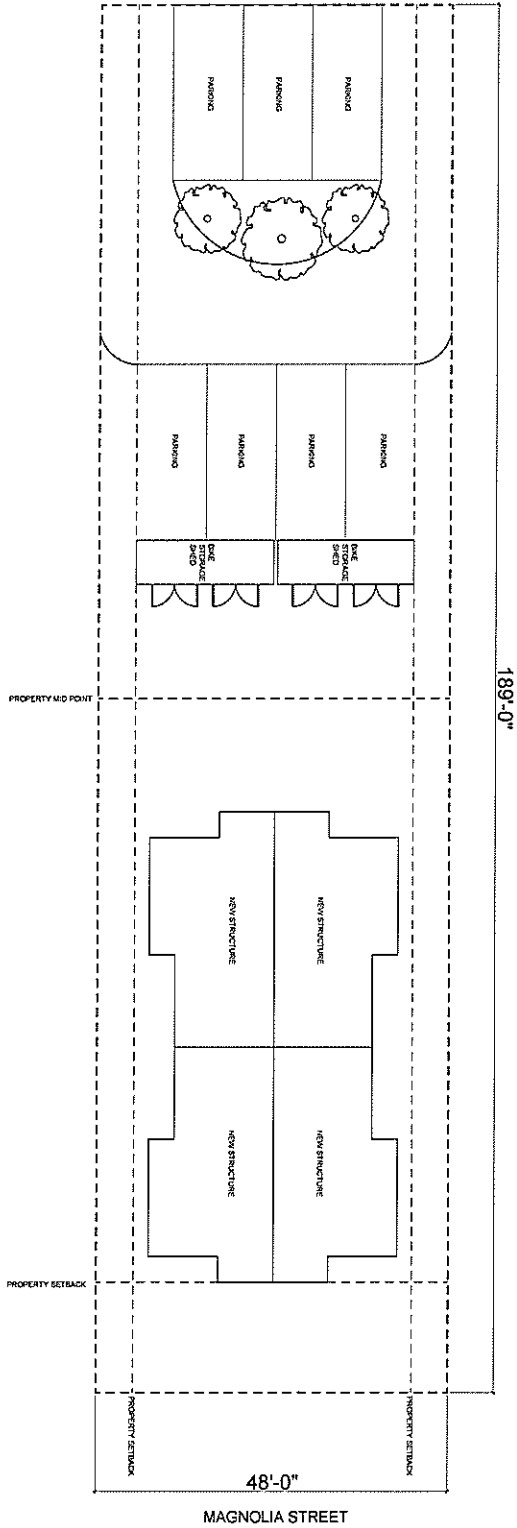 PARKING
PARKING
PARKING
PARKING
PARKING
PARKING
PARKING
BIKE
STORAGE
SHED
BIKE
STORAGE
SHED
189'-0"
PROPERTY MID POINT
NEW STRUCTURE
NEW STRUCTURE
NEW STRUCTURE
NEW STRUCTURE
PROPERTY SETBACK
PROPERTY SETBACK
PROPERTY SETBACK
48'-0"
MAGNOLIA STREET